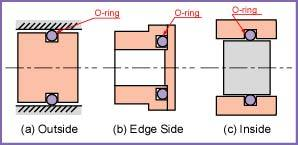 O-ring
O-ring
O-ring
(a) Outside
(b) Edge Side
(c) Inside